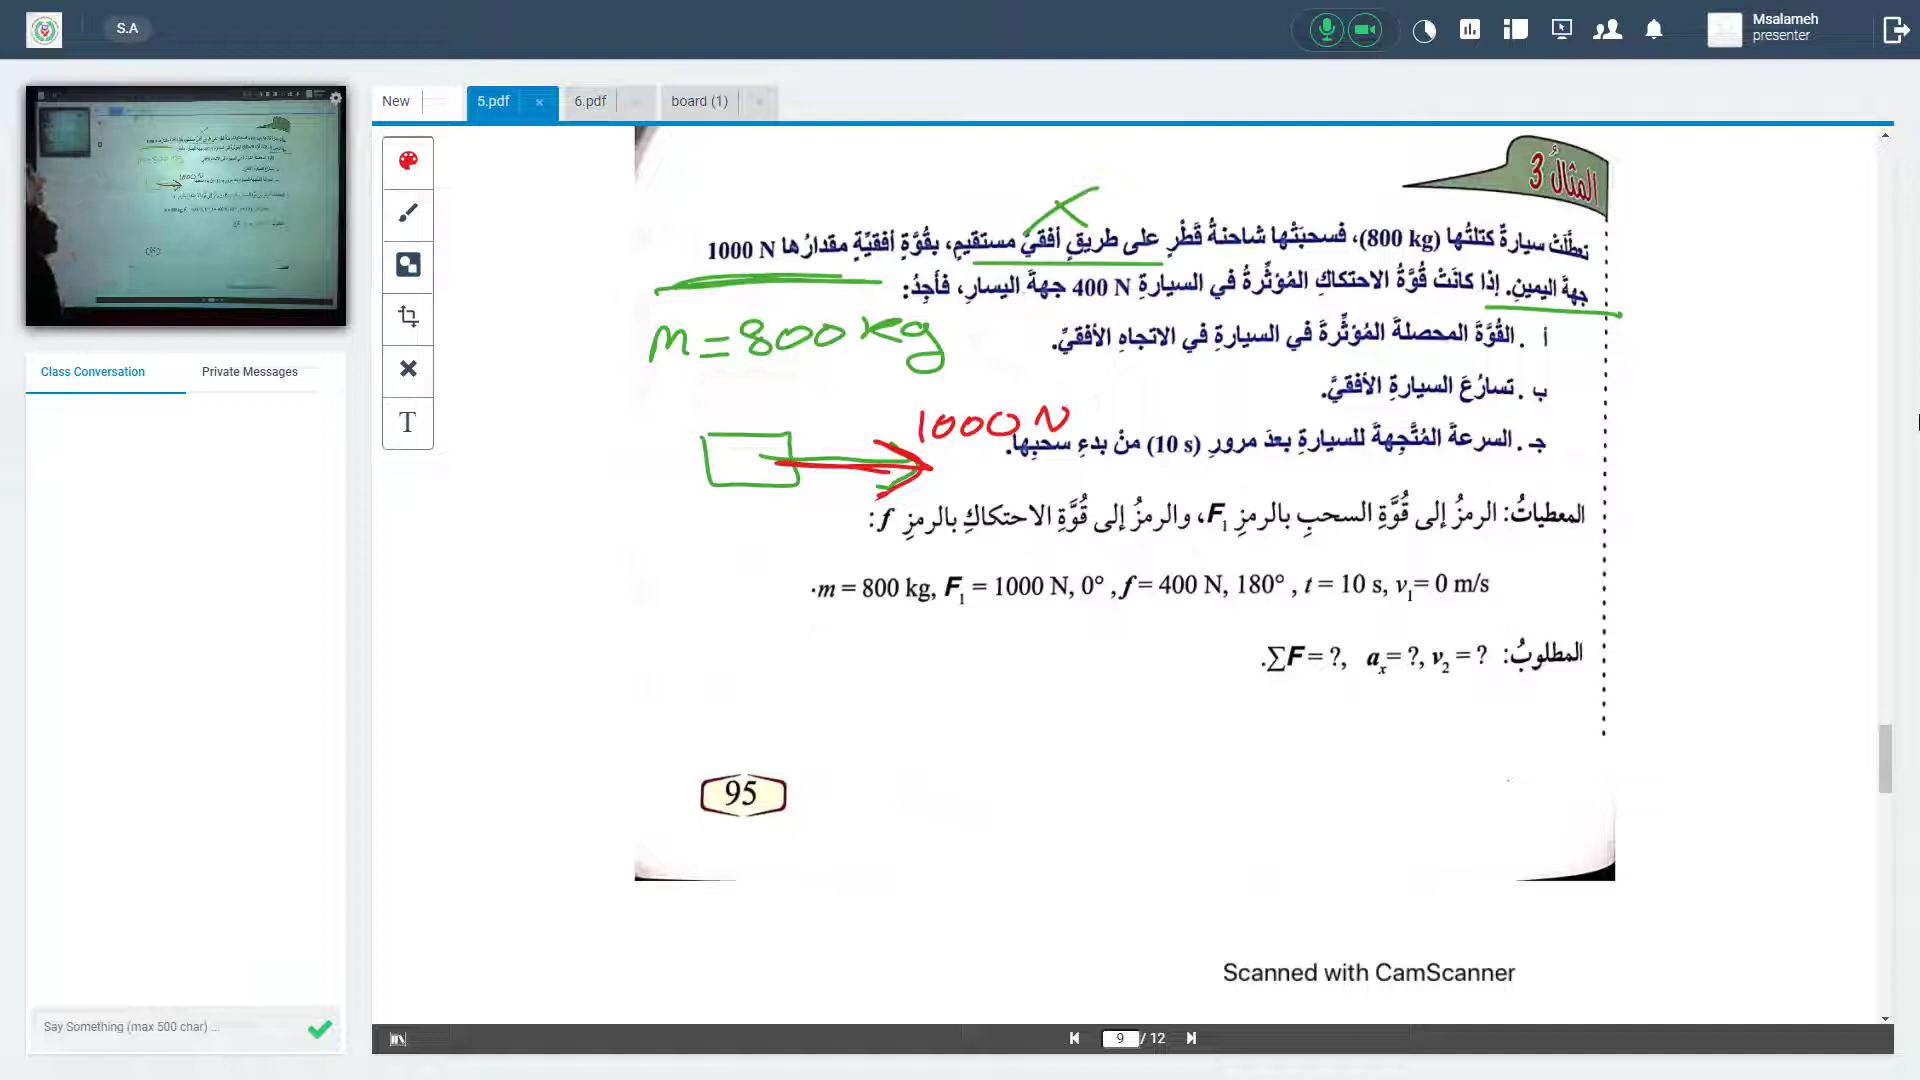 S.A
Msalameh
presenter
New
5.pdf
6.pdf
board (1)
المثالُ 3
تعطَّلَتْ سيارةٌ كتلتُها (800 kg)، فسحبَتْها شاحنةُ قَطْرٍ على طريقٍ أفقيٍّ مستقيمٍ، بقُوَّةٍ أفقيَّةٍ مقدارُها 1000 N
جهةَ اليمينِ. إذا كانَتْ قُوَّةُ الاحتكاكِ المُؤثِّرةُ في السيارةِ 400 N جهةَ اليسارِ، فأَجِدُ:
m = 800 kg
أ . القُوَّةَ المحصلةَ المُؤثِّرةَ في السيارةِ في الاتجاهِ الأفقيِّ.
ب . تسارُعَ السيارةِ الأفقيَّ.
1000 N
جـ . السرعةَ المُتَّجِهةَ للسيارةِ بعدَ مرورِ (10 s) منْ بدءِ سحبِها.
المعطياتُ: الرمزُ إلى قُوَّةِ السحبِ بالرمزِ F1، والرمزُ إلى قُوَّةِ الاحتكاكِ بالرمزِ f:
.m = 800 kg, F1 = 1000 N, 0° , f = 400 N, 180° , t = 10 s, v1 = 0 m/s
المطلوبُ: .∑F = ?, ax = ?, v2 = ?
95
Scanned with CamScanner
Class Conversation
Private Messages
Say Something (max 500 char) ...
T
9 / 12